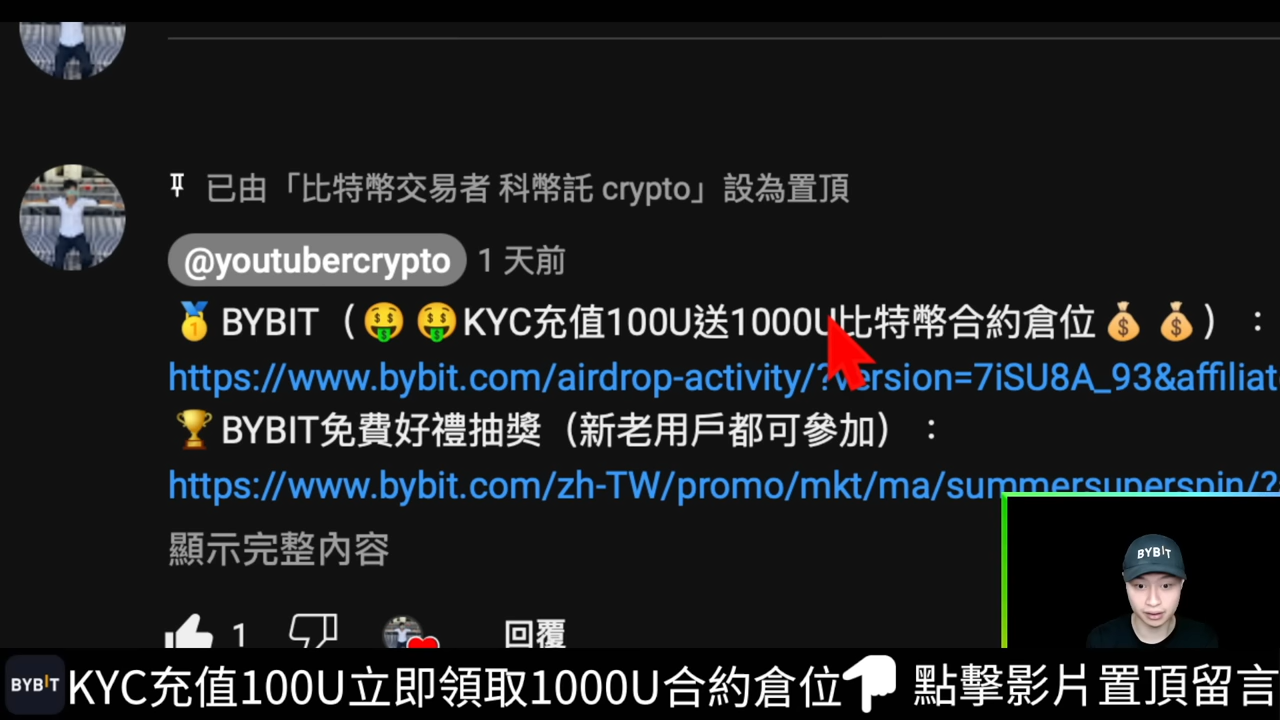 已由「比特幣交易者 科幣託 crypto」設為置頂
@youtubercrypto 1 天前
🥇BYBIT（🤑 🤑KYC充值100U送1000U比特幣合約倉位💰 💰）：
https://www.bybit.com/airdrop-activity/?version=7iSU8A_93&affiliat
🏆BYBIT免費好禮抽獎（新老用戶都可參加）：
https://www.bybit.com/zh-TW/promo/mkt/ma/summersuperspin/?
顯示完整內容
1 回覆
BYBIT
BYBIT KYC充值100U立即領取1000U合約倉位👇 點擊影片置頂留言